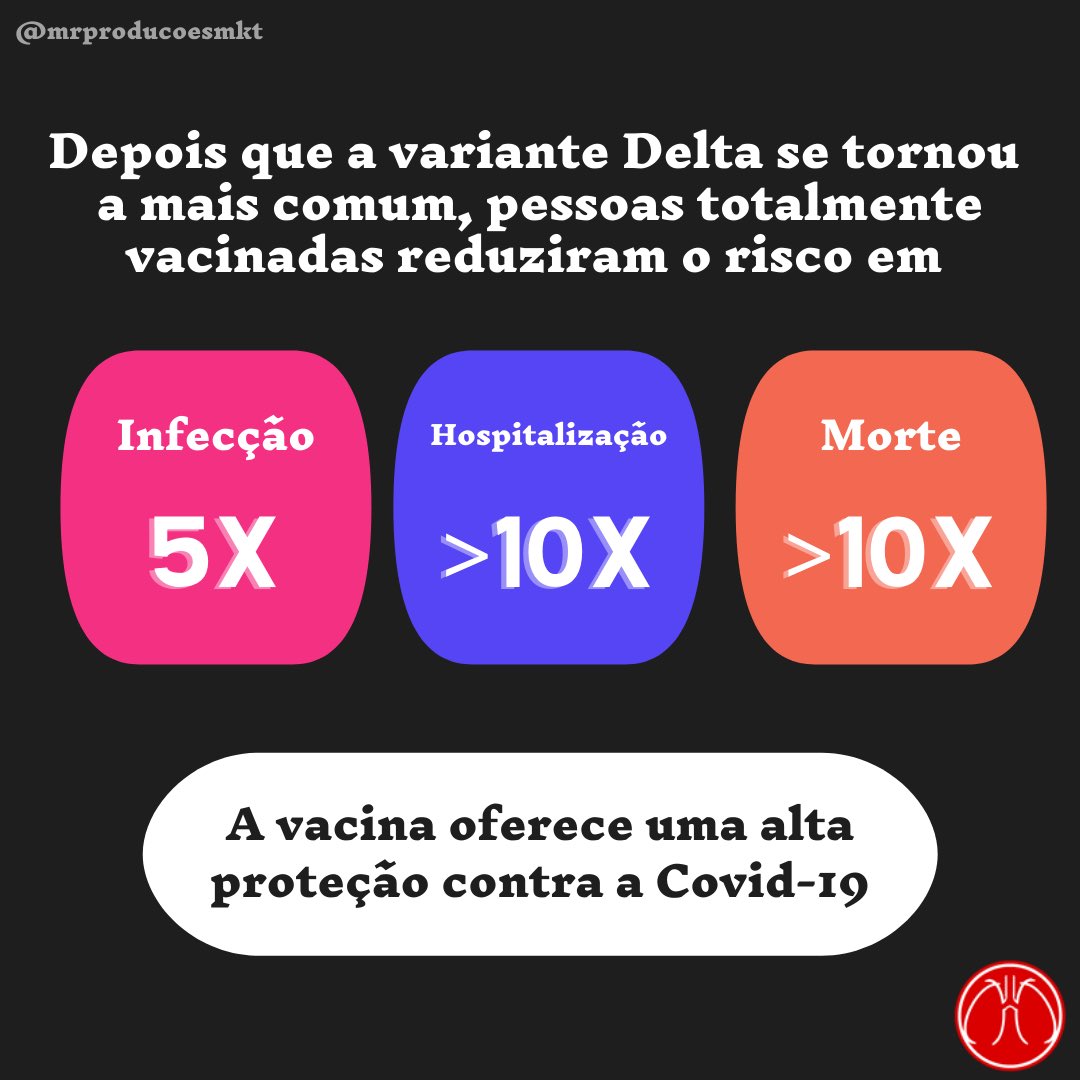 @mrproducoesmkt
Depois que a variante Delta se tornou
a mais comum, pessoas totalmente
vacinadas reduziram o risco em
Infecção
5X
Hospitalização
>10X
Morte
>10X
A vacina oferece uma alta
proteção contra a Covid-19